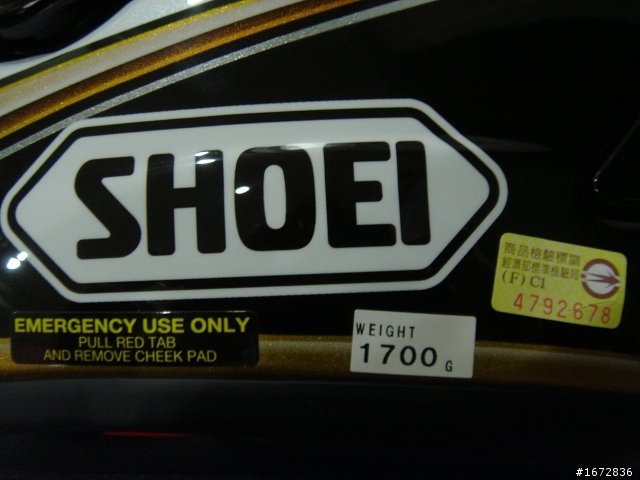 SHOEI
商品檢驗標識
經濟部標準檢驗局
(F) C1
4792678
EMERGENCY USE ONLY
PULL RED TAB
AND REMOVE CHEEK PAD
WEIGHT
1700 G
#1672836